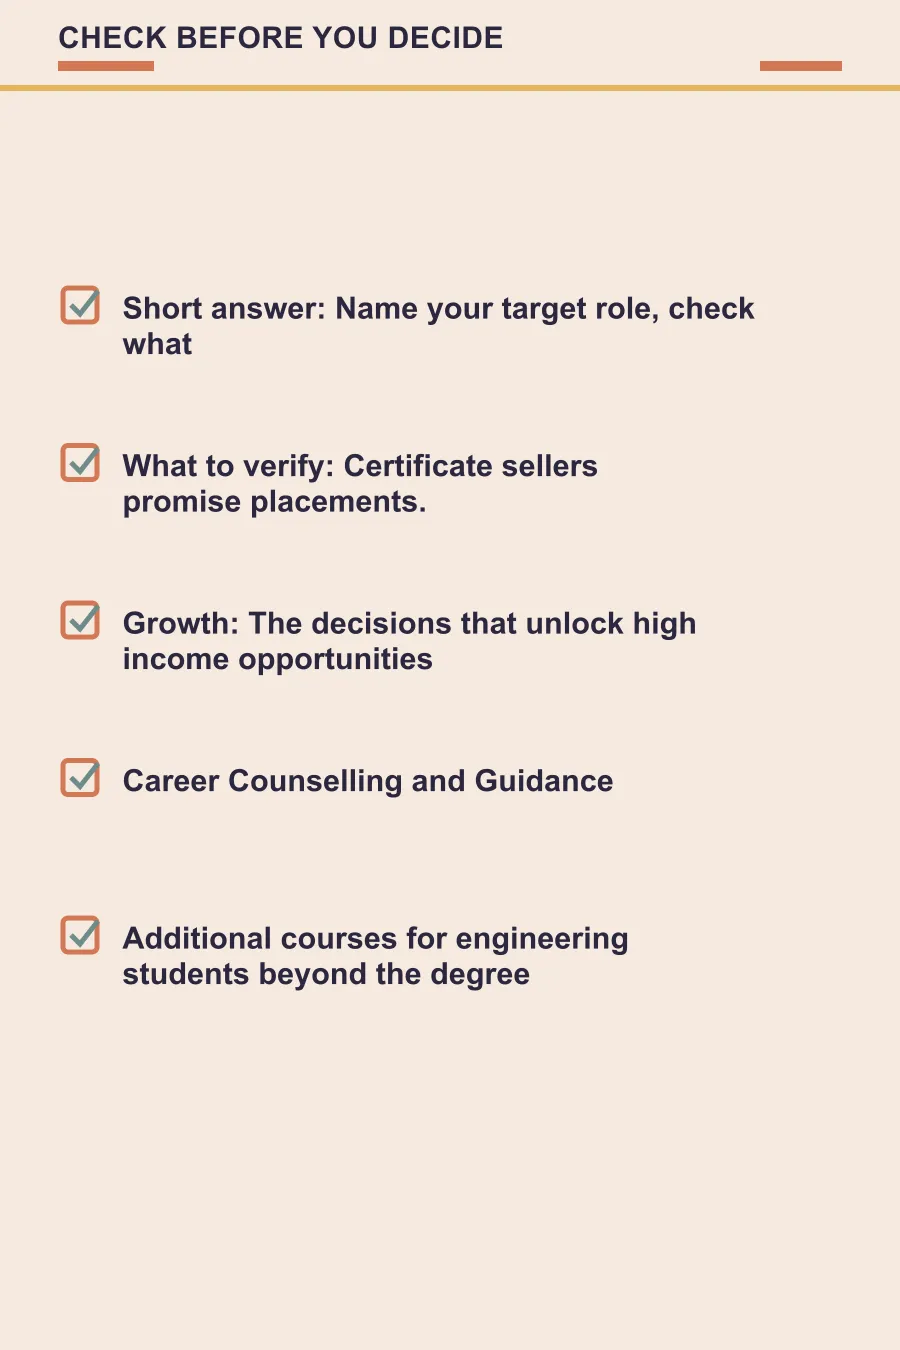 CHECK BEFORE YOU DECIDE
Short answer: Name your target role, check
what
What to verify: Certificate sellers
promise placements.
Growth: The decisions that unlock high
income opportunities
Career Counselling and Guidance
Additional courses for engineering
students beyond the degree